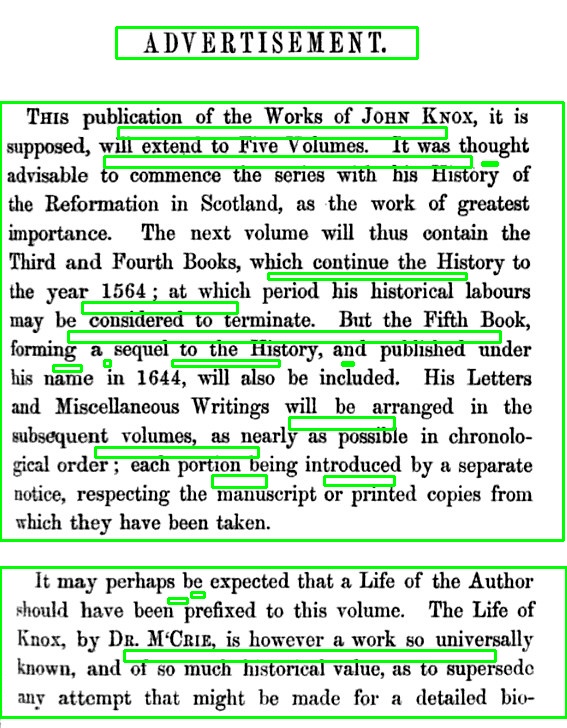 ADVERTISEMENT.
THIS publication of the Works of JOHN KNOX, it is
supposed, will extend to Five Volumes. It was thought
advisable to commence the series with his History of
the Reformation in Scotland, as the work of greatest
importance. The next volume will thus contain the
Third and Fourth Books, which continue the History to
the year 1564 ; at which period his historical labours
may be considered to terminate. But the Fifth Book,
forming a sequel to the History, and published under
his name in 1644, will also be included. His Letters
and Miscellaneous Writings will be arranged in the
subsequent volumes, as nearly as possible in chronolo-
gical order ; each portion being introduced by a separate
notice, respecting the manuscript or printed copies from
which they have been taken.
It may perhaps be expected that a Life of the Author
should have been prefixed to this volume. The Life of
Knox, by DR. M‘CRIE, is however a work so universally
known, and of so much historical value, as to supersede
any attempt that might be made for a detailed bio-